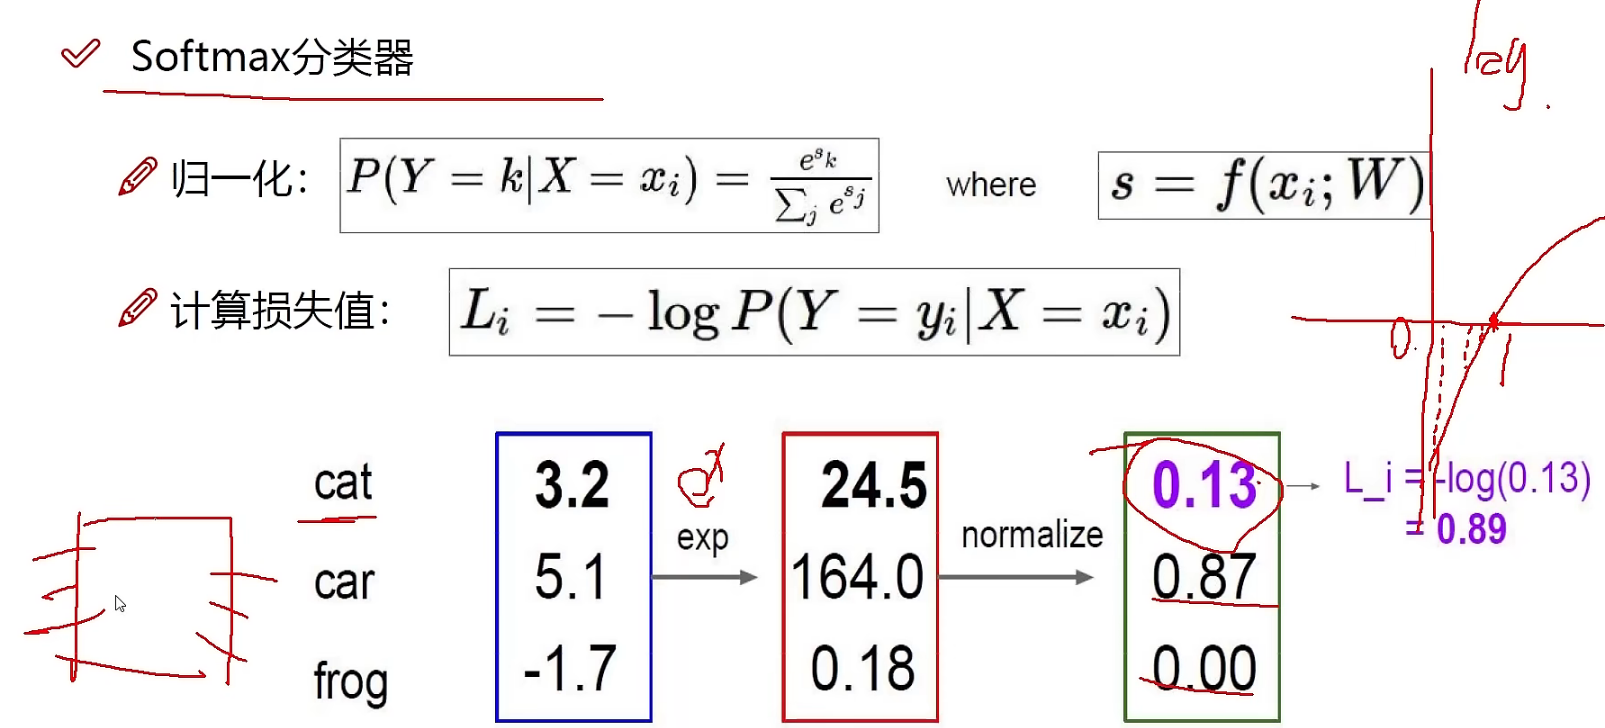 log.
Softmax分类器
归一化： P(Y = k|X = x_i) = e^{s_k} / ∑_j e^{s_j} where s = f(x_i; W)
计算损失值： L_i = − log P(Y = y_i|X = x_i)
0. 1
cat 3.2 e^x 24.5 0.13 L_i = -log(0.13)
exp normalize = 0.89
car 5.1 164.0 0.87
frog -1.7 0.18 0.00